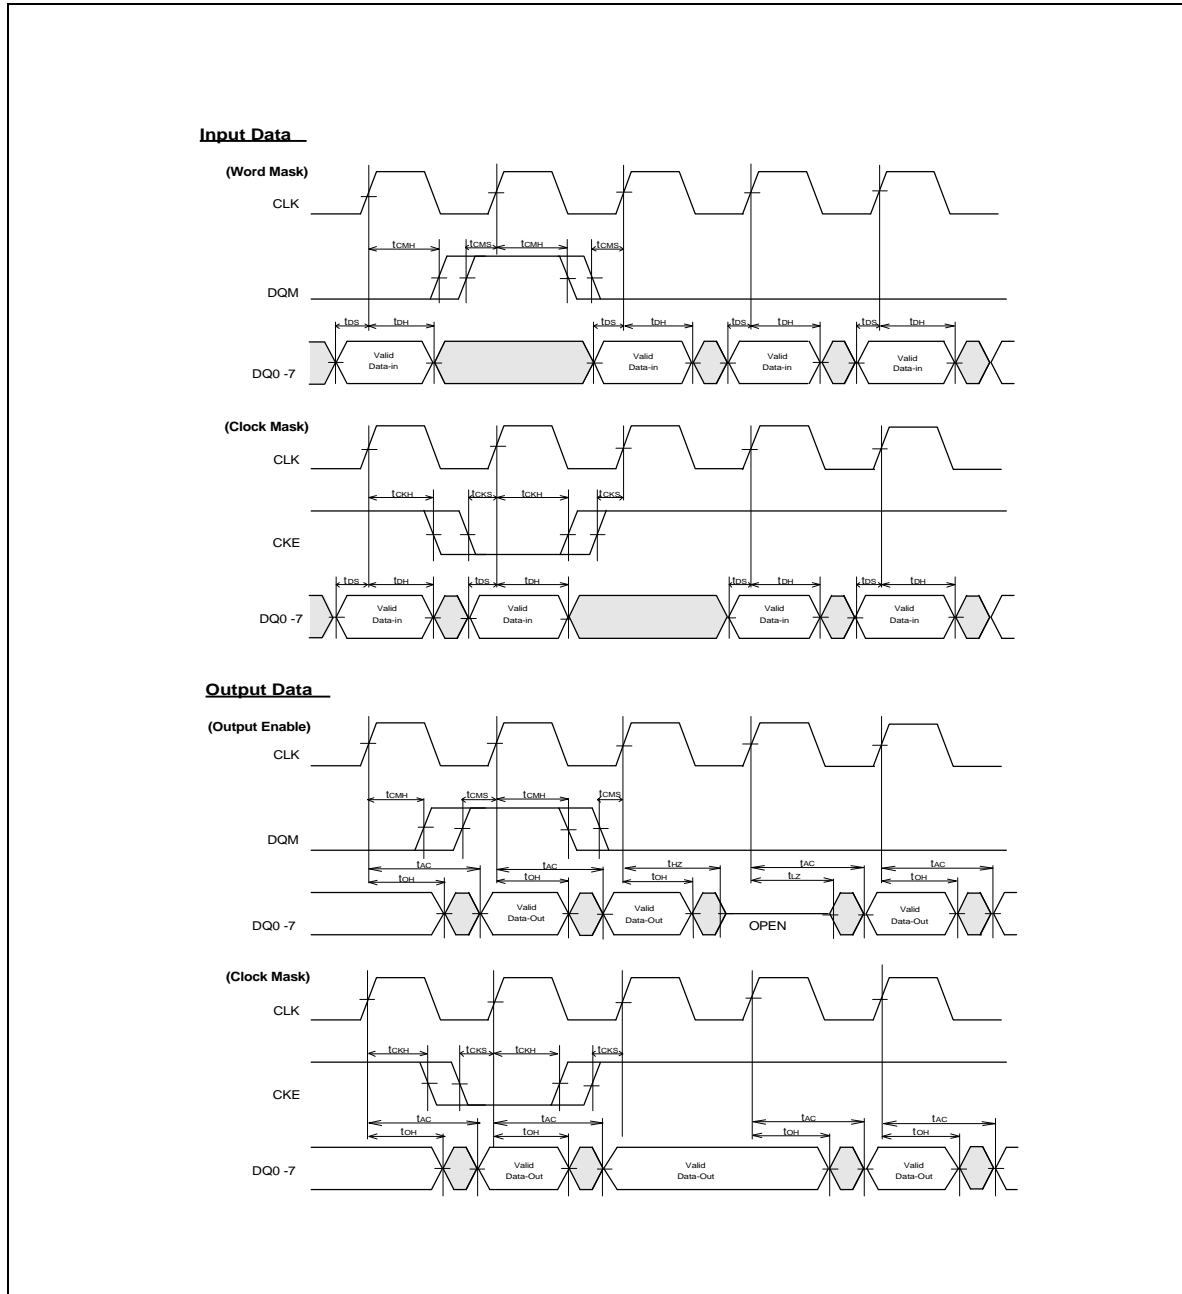 Input Data
(Word Mask)
CLK
tCMH tCMS tCMH tCMS
DQM
tDS tDH tDS tDH tDS tDH tDS tDH
Valid Data-in Valid Data-in Valid Data-in Valid Data-in
DQ0 -7
(Clock Mask)
CLK
tCKH tCKS tCKH tCKS
CKE
tDS tDH tDS tDH tDS tDH tDS tDH
Valid Data-in Valid Data-in Valid Data-in Valid Data-in
DQ0 -7
Output Data
(Output Enable)
CLK
tCMH tCMS tCMH tCMS
DQM
tAC tAC tHZ tAC tAC
tOH tOH tOH tLZ tOH
Valid Data-Out Valid Data-Out Valid Data-Out
DQ0 -7 OPEN
(Clock Mask)
CLK
tCKH tCKS tCKH tCKS
CKE
tAC tAC tAC tAC
tOH tOH tOH tOH
Valid Data-Out Valid Data-Out Valid Data-Out
DQ0 -7